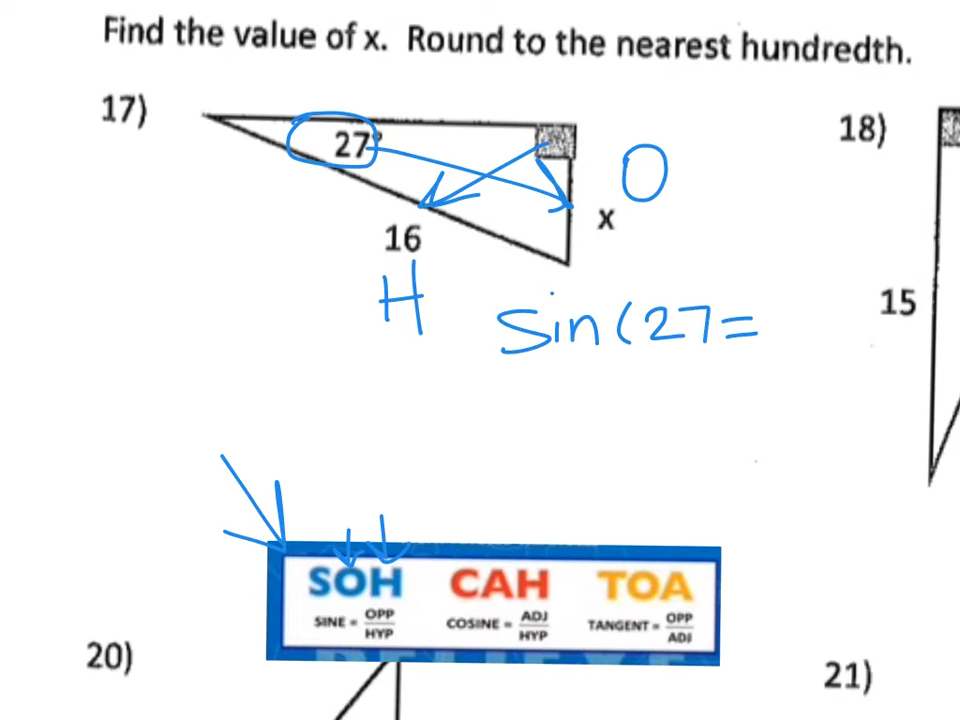 Find the value of x. Round to the nearest hundredth.
17)
27°
18)
O
x
16
H
15
Sin(27=
SOH CAH TOA
SINE = OPP/HYP COSINE = ADJ/HYP TANGENT = OPP/ADJ
20)
21)